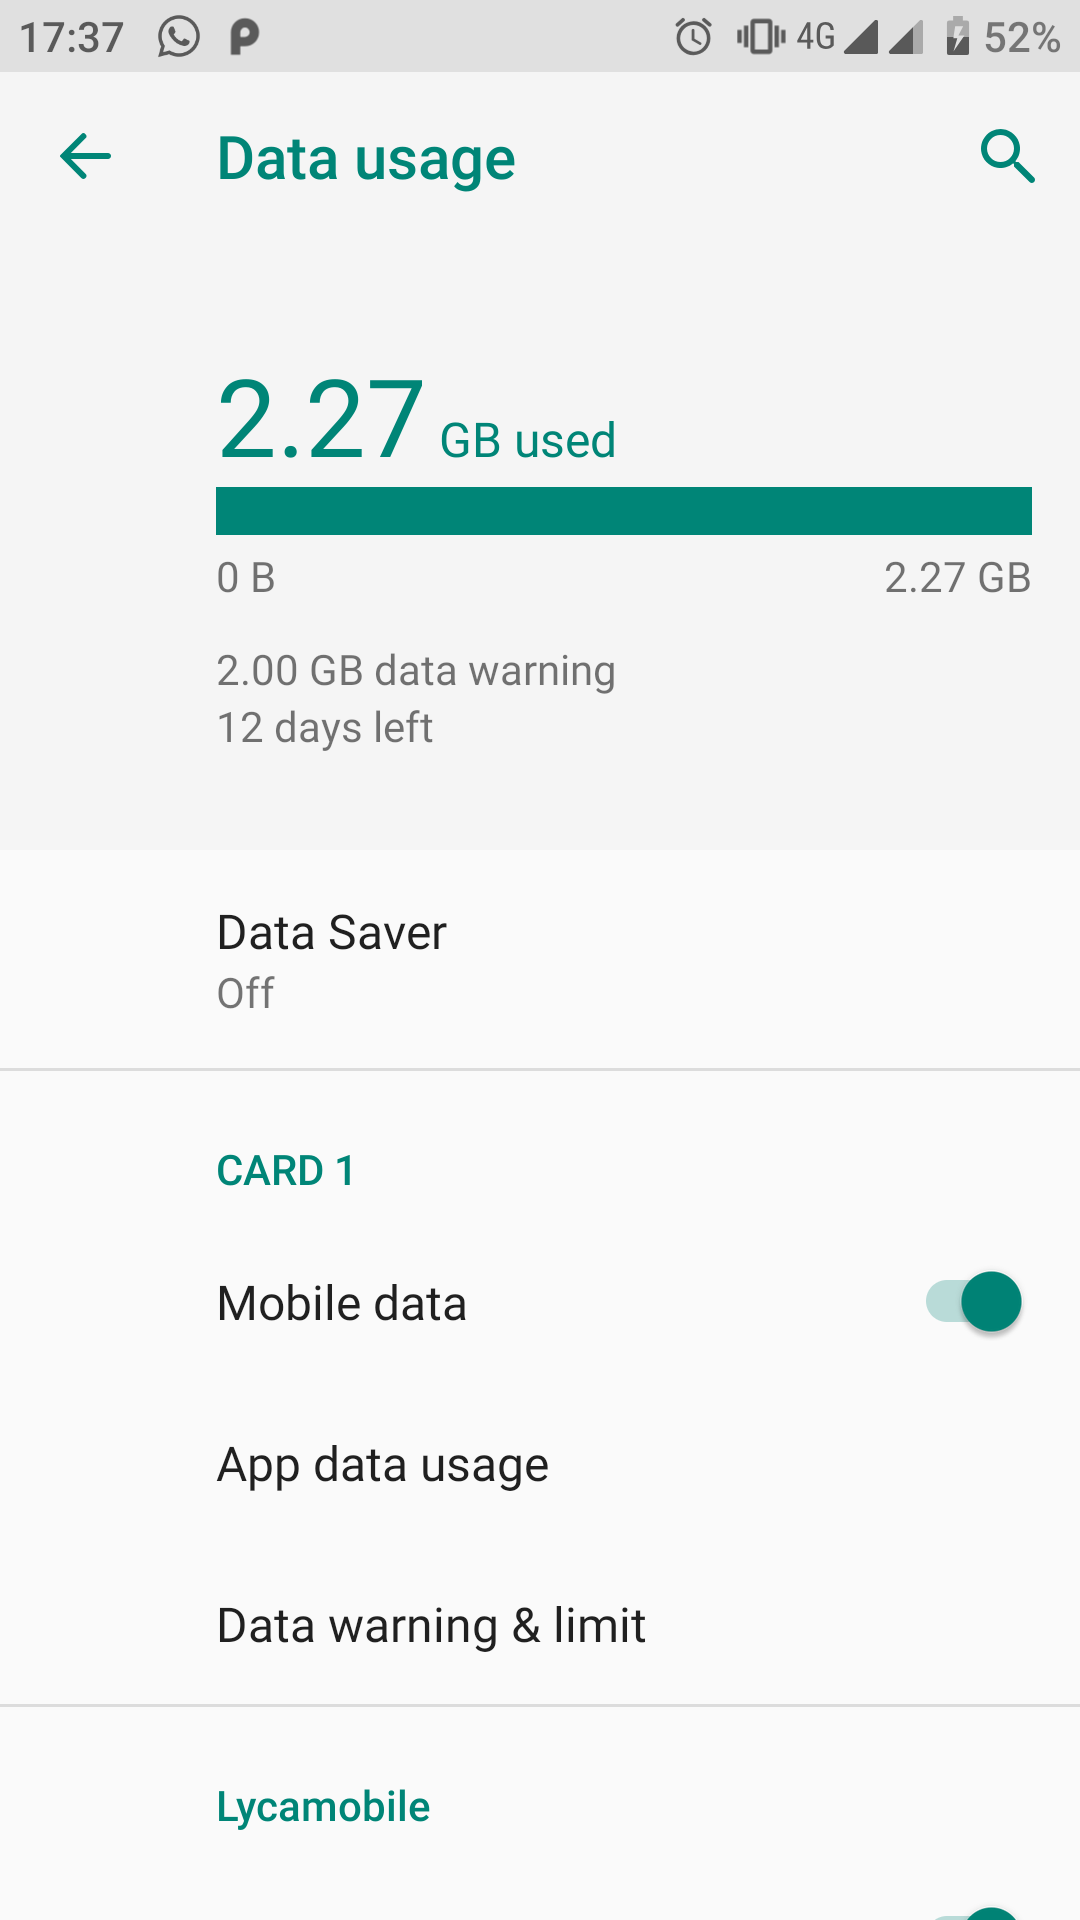 17:37 4G 52%
Data usage
2.27 GB used
0 B 2.27 GB
2.00 GB data warning
12 days left
Data Saver
Off
CARD 1
Mobile data
App data usage
Data warning & limit
Lycamobile